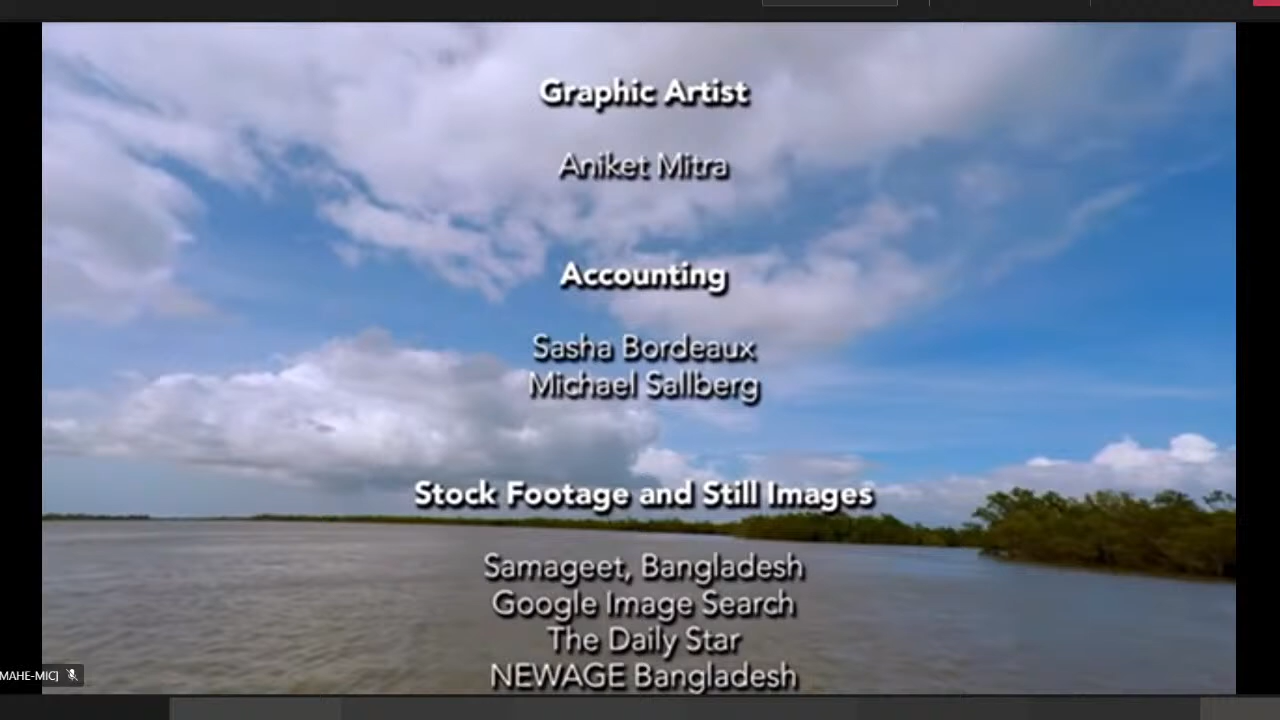 Graphic Artist
Aniket Mitra
Accounting
Sasha Bordeaux
Michael Sallberg
Stock Footage and Still Images
Samageet, Bangladesh
Google Image Search
The Daily Star
NEWAGE Bangladesh
MAHE-MIC]